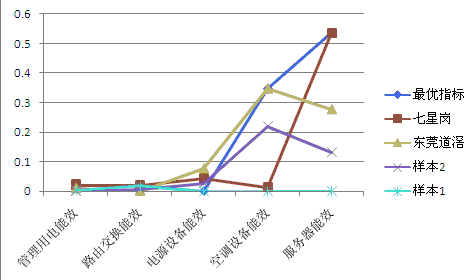 0.6
0.5
0.4
0.3
0.2
0.1
0
管理用电能效
路由交换能效
电源设备能效
空调设备能效
服务器能效
最优指标
七星岗
东莞道滘
样本2
样本1